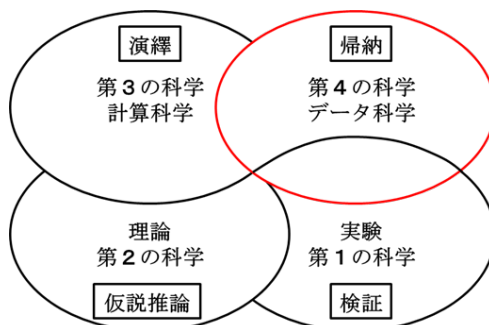 演繹
第3の科学
計算科学
帰納
第4の科学
データ科学
理論
第2の科学
仮説推論
実験
第1の科学
検証